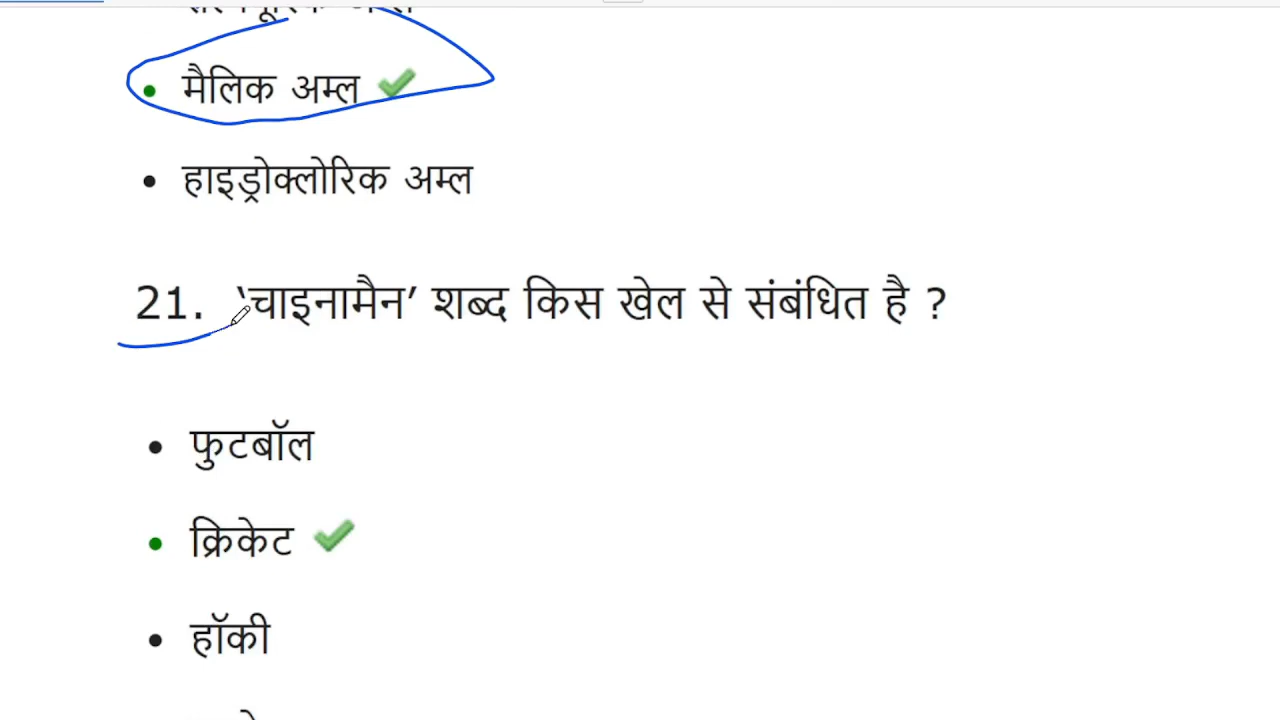 • मैलिक अम्ल
• हाइड्रोक्लोरिक अम्ल
21. ‘चाइनामैन’ शब्द किस खेल से संबंधित है ?
• फुटबॉल
• क्रिकेट
• हॉकी